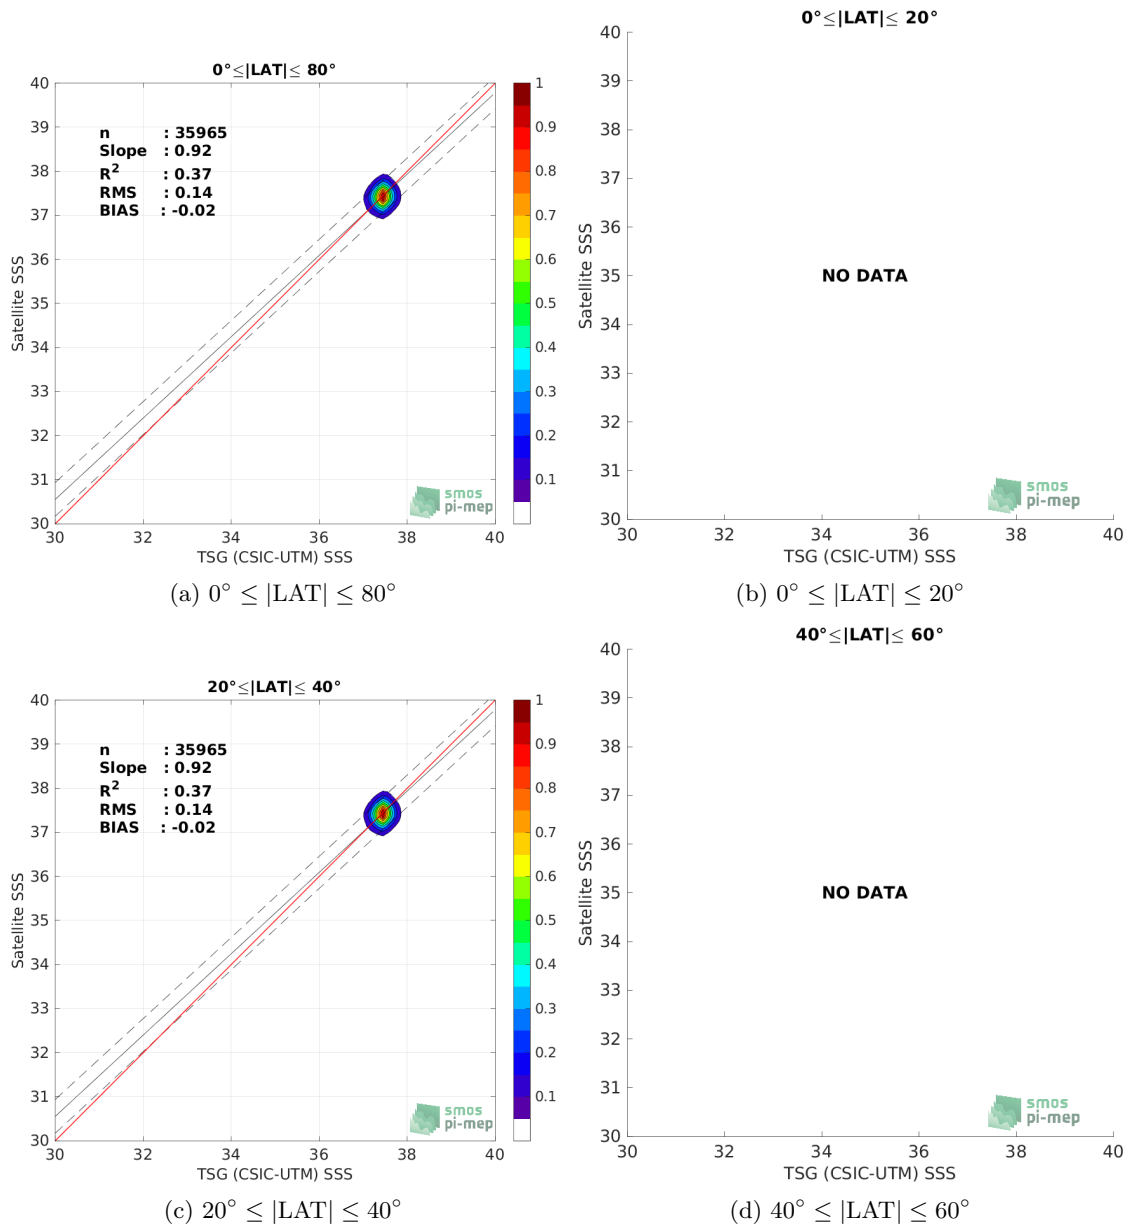 0°≤|LAT|≤ 80°
40
39
38
37
36
35
34
33
32
31
30
n : 35965
Slope : 0.92
R² : 0.37
RMS : 0.14
BIAS : -0.02
1
0.9
0.8
0.7
0.6
0.5
0.4
0.3
0.2
0.1
smos
pi-mep
30 32 34 36 38 40
TSG (CSIC-UTM) SSS
Satellite SSS
(a) 0° ≤ |LAT| ≤ 80°
0°≤|LAT|≤ 20°
40
39
38
37
36
35
34
33
32
31
30
NO DATA
smos
pi-mep
30 32 34 36 38 40
TSG (CSIC-UTM) SSS
Satellite SSS
(b) 0° ≤ |LAT| ≤ 20°
20°≤|LAT|≤ 40°
40
39
38
37
36
35
34
33
32
31
30
n : 35965
Slope : 0.92
R² : 0.37
RMS : 0.14
BIAS : -0.02
1
0.9
0.8
0.7
0.6
0.5
0.4
0.3
0.2
0.1
smos
pi-mep
30 32 34 36 38 40
TSG (CSIC-UTM) SSS
Satellite SSS
(c) 20° ≤ |LAT| ≤ 40°
40°≤|LAT|≤ 60°
40
39
38
37
36
35
34
33
32
31
30
NO DATA
smos
pi-mep
30 32 34 36 38 40
TSG (CSIC-UTM) SSS
Satellite SSS
(d) 40° ≤ |LAT| ≤ 60°